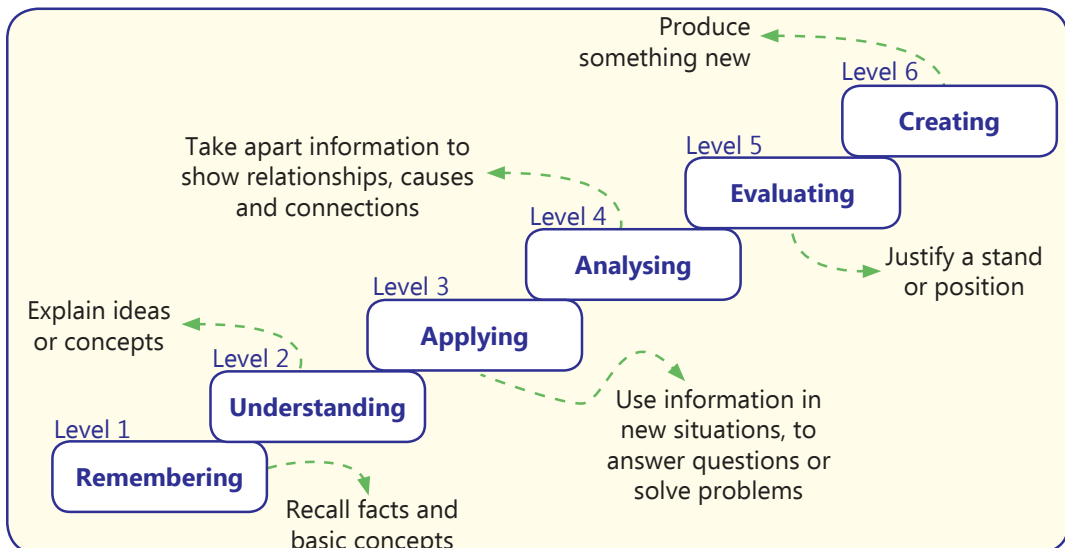 Produce
something new
Level 6
Creating
Level 5
Evaluating
Justify a stand
or position
Take apart information to
show relationships, causes
and connections
Level 4
Analysing
Level 3
Applying
Use information in
new situations, to
answer questions or
solve problems
Explain ideas
or concepts
Level 2
Understanding
Level 1
Remembering
Recall facts and
basic concepts